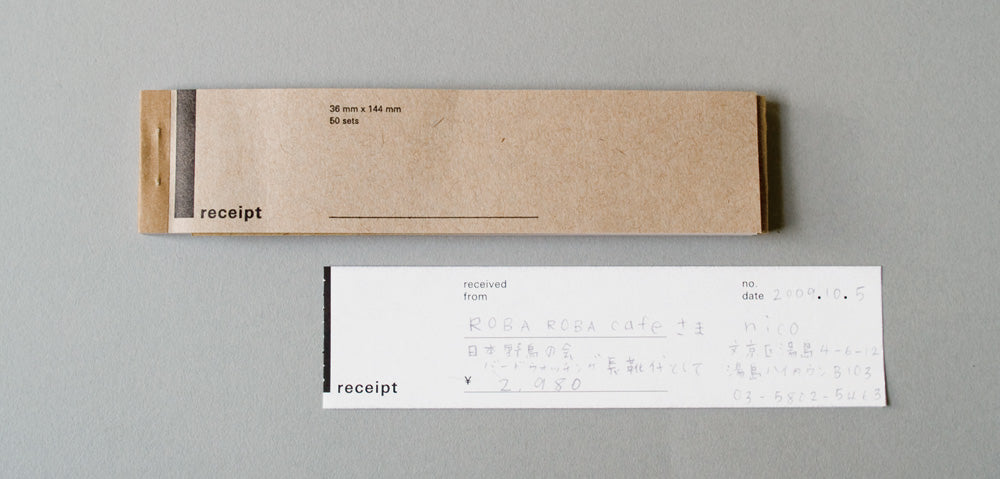 36 mm x 144 mm
50 sets
receipt
received
from
no.
date 2009.10.5
ROBA ROBA cafe さま
nico
日本野鳥の会
バードウォッチング長靴代として
文京区湯島4-6-12
湯島ハイタウンB103
¥ 2,980
receipt
03-5822-5463